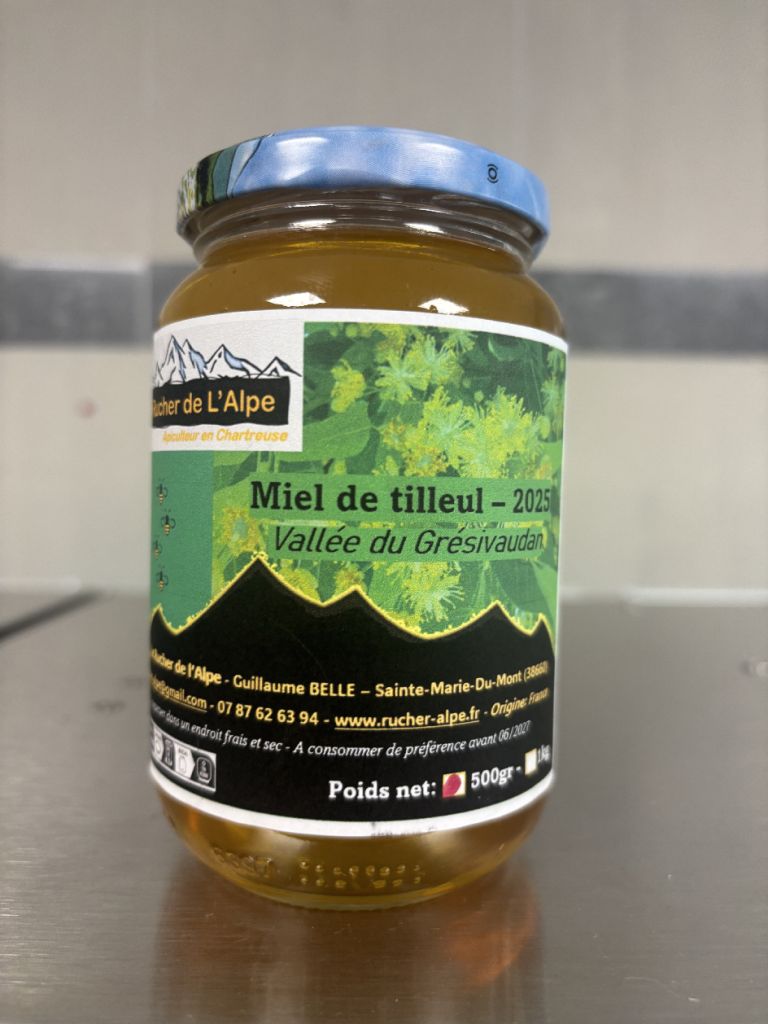 Rucher de L'Alpe
Apiculteur en Chartreuse
Miel de tilleul – 2025
Vallée du Grésivaudan
Rucher de l'Alpe - Guillaume BELLE – Sainte-Marie-Du-Mont (38660)
@gmail.com - 07 87 62 63 94 - www.rucher-alpe.fr - Origine: France
dans un endroit frais et sec - A consommer de préférence avant 06/2027
Poids net: 500gr - 1kg